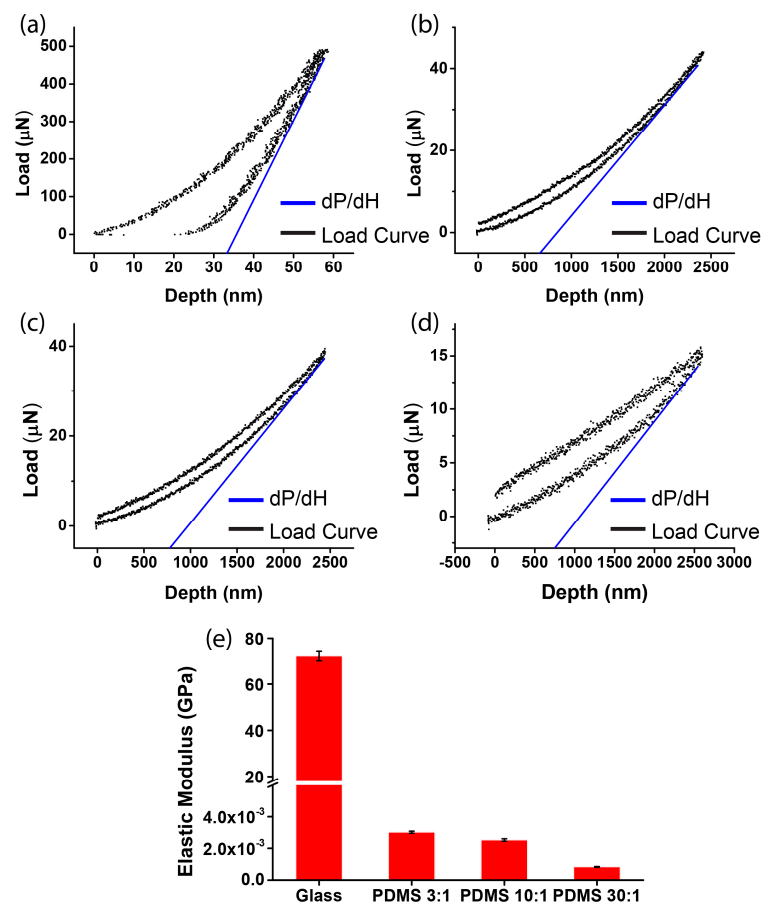 (a)
500
400
300
200
100
0
Load (μN)
dP/dH
Load Curve
0 10 20 30 40 50 60
Depth (nm)
(b)
40
20
0
Load (μN)
dP/dH
Load Curve
0 500 1000 1500 2000 2500
Depth (nm)
(c)
40
20
0
Load (μN)
dP/dH
Load Curve
0 500 1000 1500 2000 2500
Depth (nm)
(d)
15
10
5
0
Load (μN)
dP/dH
Load Curve
-500 0 500 1000 1500 2000 2500 3000
Depth (nm)
(e)
80
60
40
20
4.0x10⁻³
2.0x10⁻³
0.0
Elastic Modulus (GPa)
Glass PDMS 3:1 PDMS 10:1 PDMS 30:1